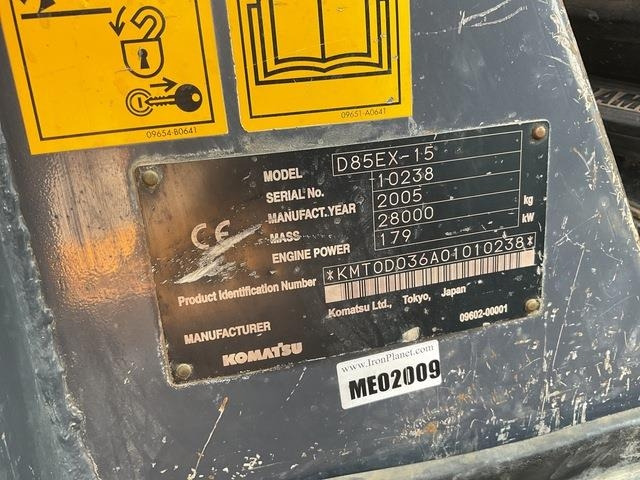 09654-B0641
09651-A0641
MODEL D85EX-15
SERIAL No. 10238
MANUFACT.YEAR 2005
MASS 28000 kg
ENGINE POWER 179 kW
CE
Product Identification Number *KMT0D036A01010238*
MANUFACTURER Komatsu Ltd., Tokyo, Japan
KOMATSU 09602-00001
www.IronPlanet.com
ME02009